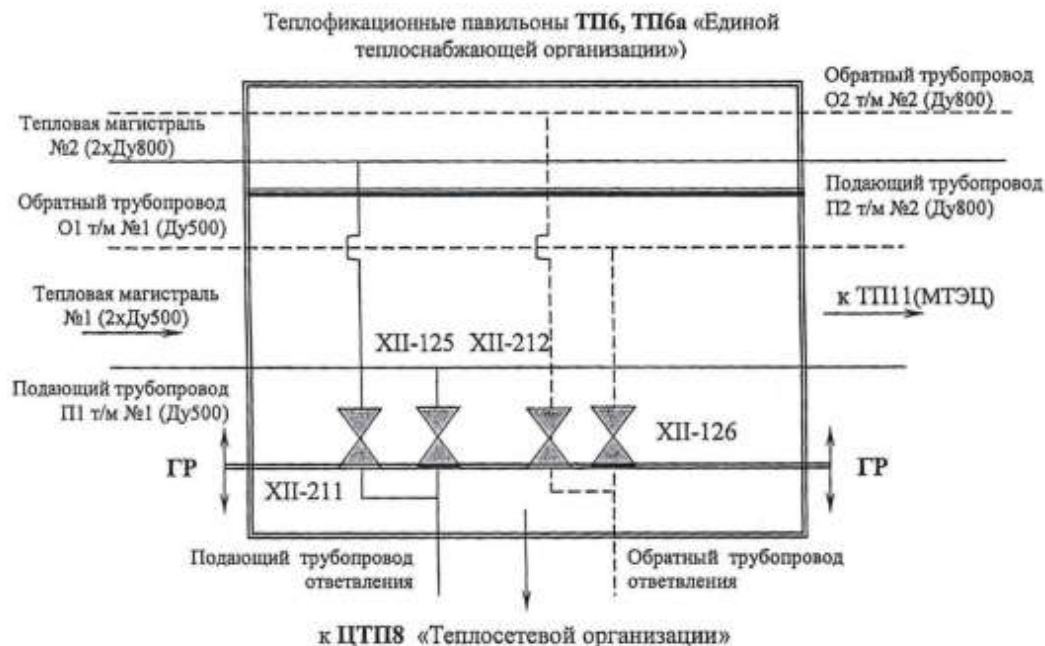 Теплофикационные павильоны ТП6, ТП6а «Единой
теплоснабжающей организации»)
Обратный трубопровод
О2 т/м №2 (Ду800)
Тепловая магистраль
№2 (2хДу800)
Подающий трубопровод
П2 т/м №2 (Ду800)
Обратный трубопровод
О1 т/м №1 (Ду500)
Тепловая магистраль
№1 (2хДу500)
к ТП11(МТЭЦ)
XII-125 XII-212
Подающий трубопровод
П1 т/м №1 (Ду500)
XII-126
ГР
ГР
XII-211
Подающий трубопровод
ответвления
Обратный трубопровод
ответвления
к ЦТП8 «Теплосетевой организации»